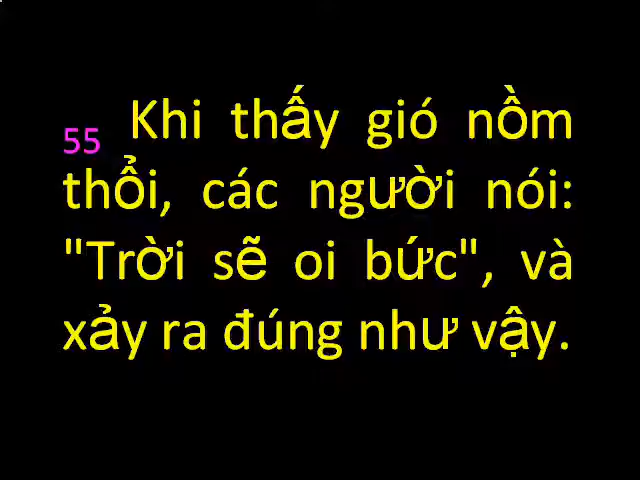 55 Khi thấy gió nồm
thổi, các người nói:
"Trời sẽ oi bức", và
xảy ra đúng như vậy.